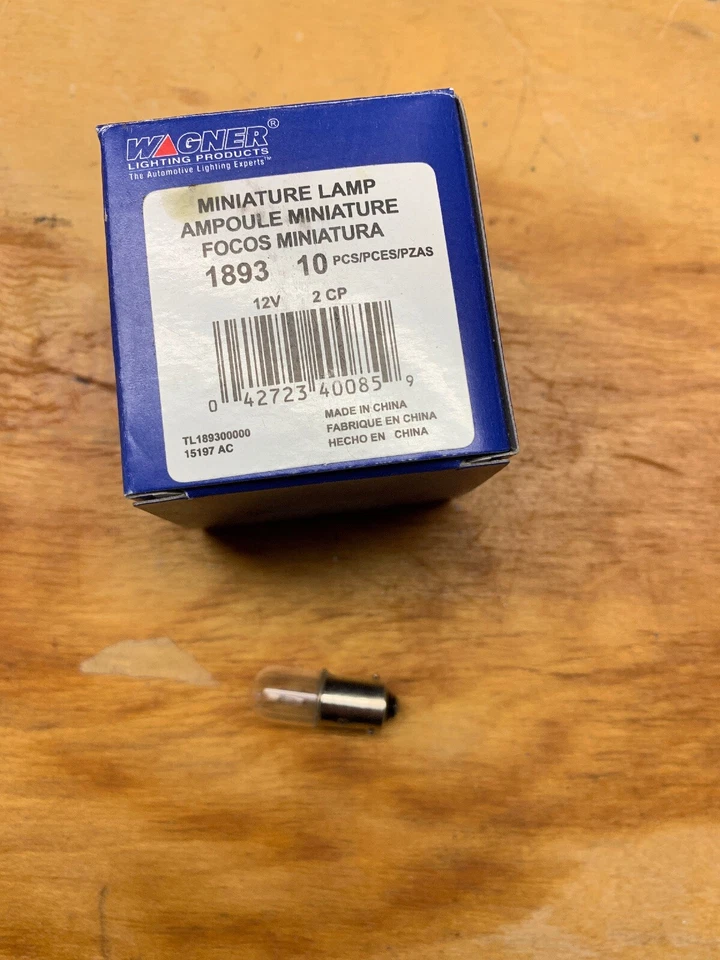 WAGNER®
LIGHTING PRODUCTS
The Automotive Lighting Experts™
MINIATURE LAMP
AMPOULE MINIATURE
FOCOS MINIATURA
1893 10 PCS/PCES/PZAS
12V 2 CP
0 42723 40085 9
TL189300000
15197 AC
MADE IN CHINA
FABRIQUE EN CHINA
HECHO EN CHINA